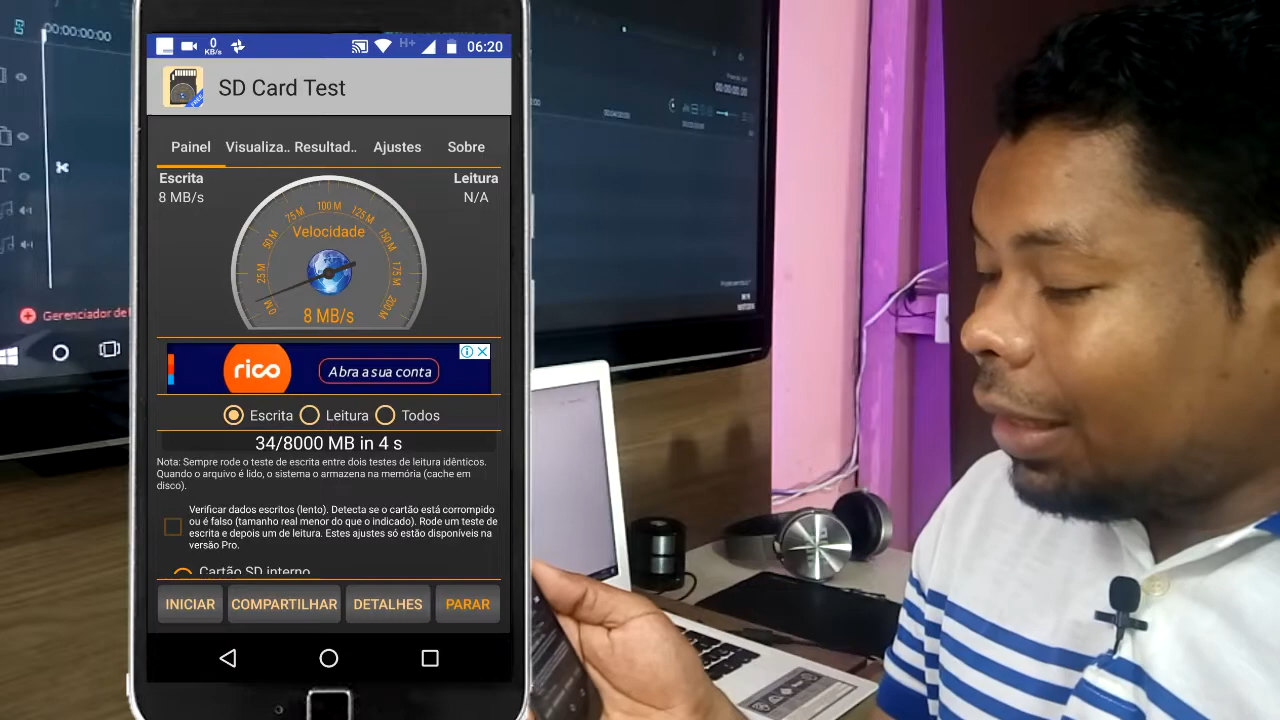 00:00:00:00
Gerenciador de
0
KB/s
H+
06:20
SD Card Test
FREE
Painel
Visualiza..
Resultad..
Ajustes
Sobre
Escrita
8 MB/s
Leitura
N/A
0M
25 M
50 M
75 M
100 M
125 M
150 M
175 M
200 M
Velocidade
8 MB/s
rico
Abra a sua conta
Escrita
Leitura
Todos
34/8000 MB in 4 s
Nota: Sempre rode o teste de escrita entre dois testes de leitura idênticos.
Quando o arquivo é lido, o sistema o armazena na memória (cache em
disco).
Verificar dados escritos (lento). Detecta se o cartão está corrompido
ou é falso (tamanho real menor do que o indicado). Rode um teste de
escrita e depois um de leitura. Estes ajustes só estão disponíveis na
versão Pro.
Cartão SD interno
INICIAR
COMPARTILHAR
DETALHES
PARAR